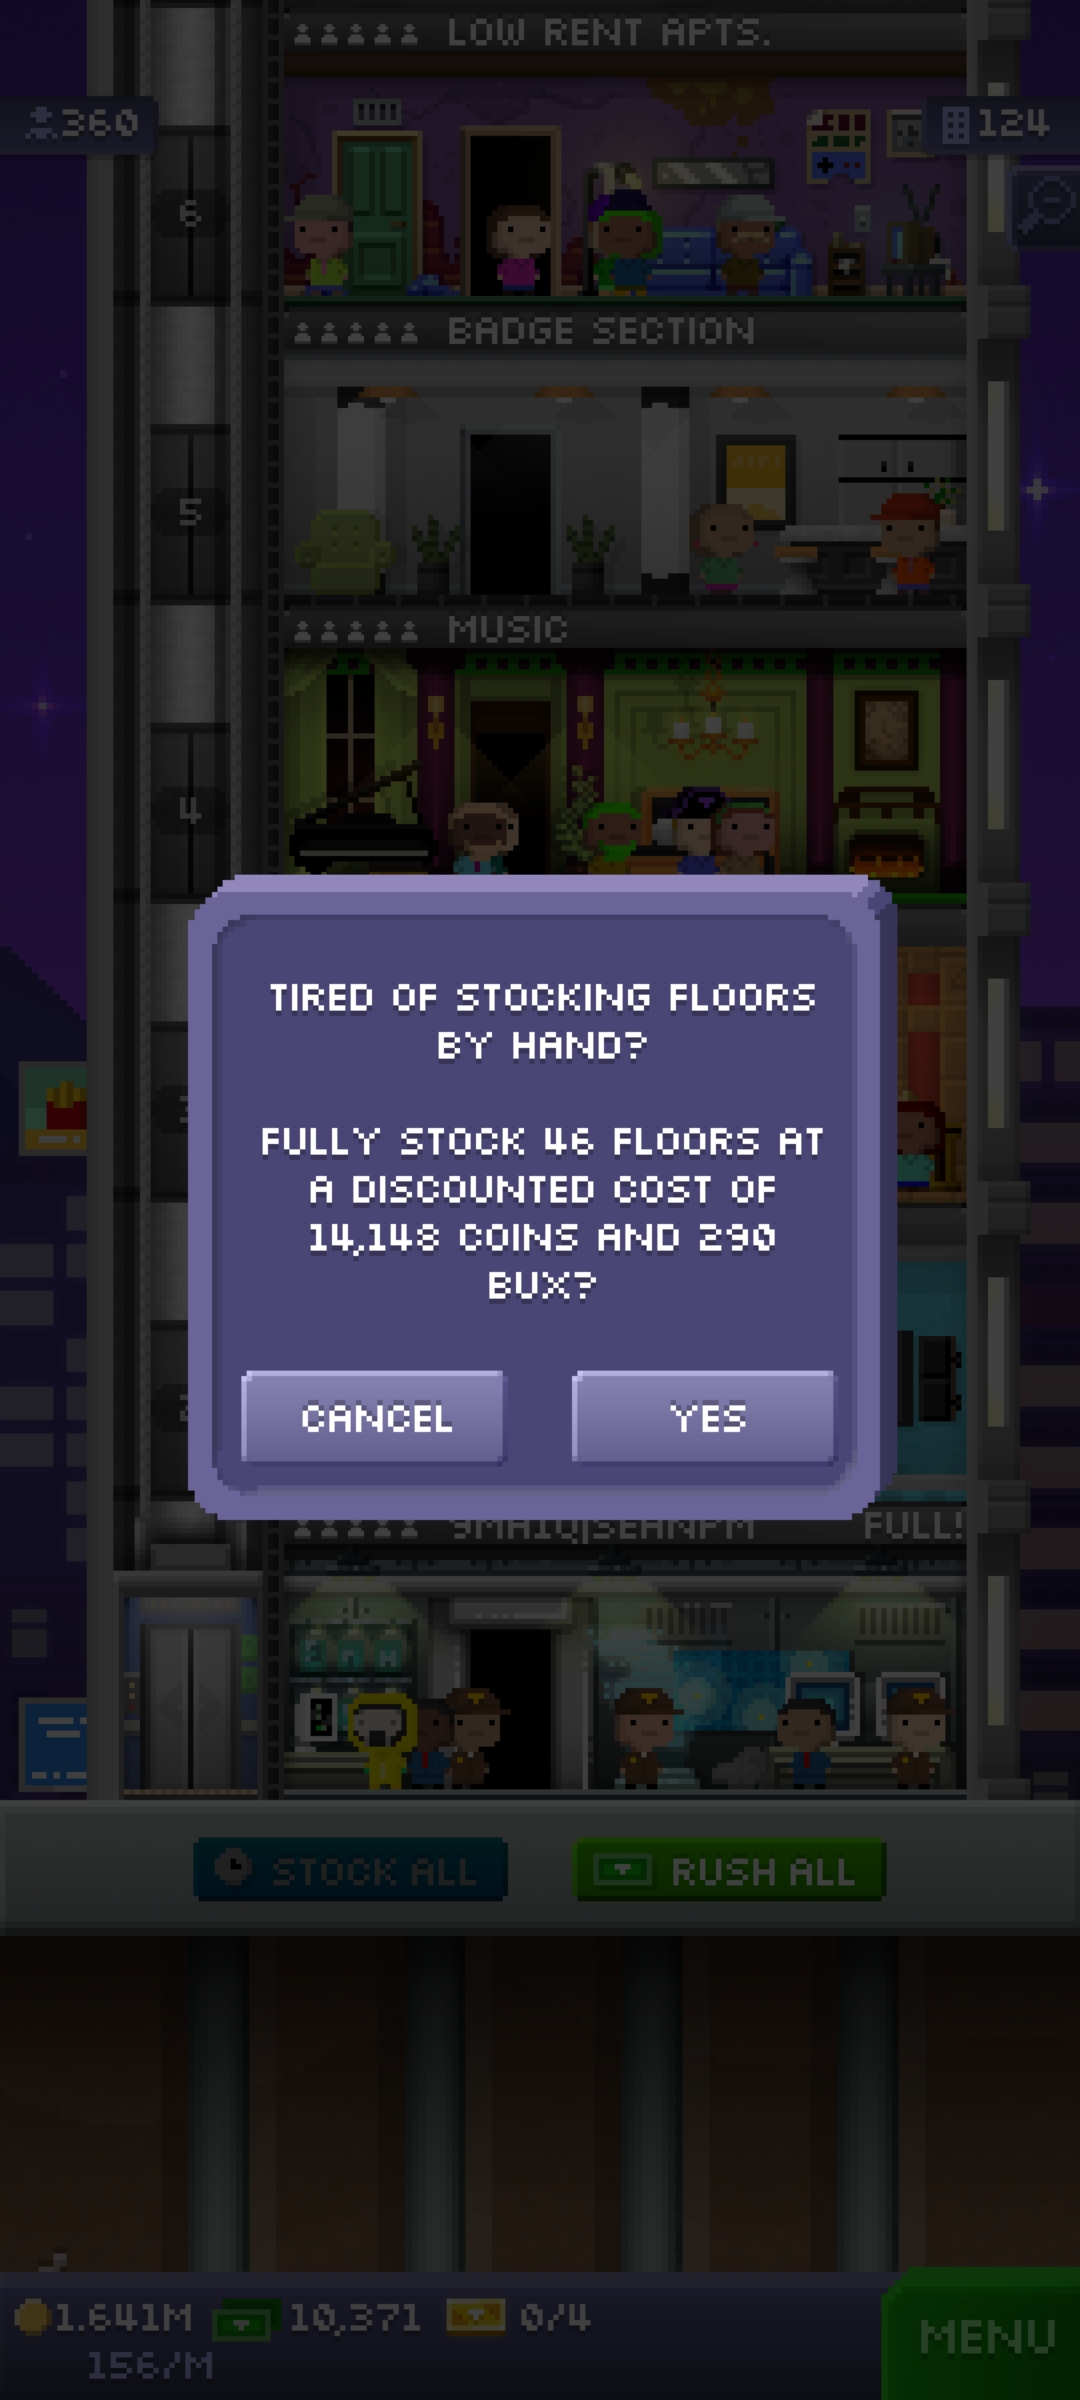 LOW RENT APTS.
360
124
6
BADGE SECTION
5
MUSIC
4
TIRED OF STOCKING FLOORS
BY HAND?
FULLY STOCK 46 FLOORS AT
A DISCOUNTED COST OF
14,148 COINS AND 290
BUX?
CANCEL
YES
FULL!
STOCK ALL
RUSH ALL
1.641M
10,371
0/4
156/M
MENU